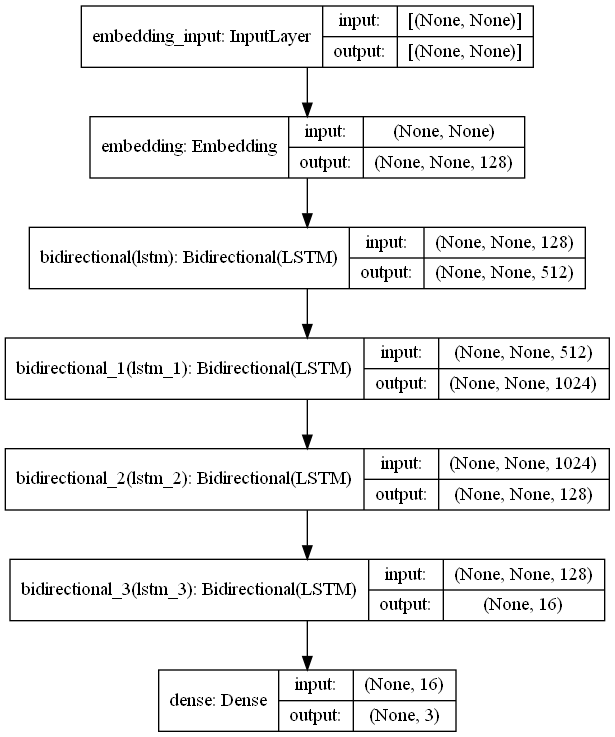 embedding_input: InputLayer input: [(None, None)]
output: [(None, None)]
embedding: Embedding input: (None, None)
output: (None, None, 128)
bidirectional(lstm): Bidirectional(LSTM) input: (None, None, 128)
output: (None, None, 512)
bidirectional_1(lstm_1): Bidirectional(LSTM) input: (None, None, 512)
output: (None, None, 1024)
bidirectional_2(lstm_2): Bidirectional(LSTM) input: (None, None, 1024)
output: (None, None, 128)
bidirectional_3(lstm_3): Bidirectional(LSTM) input: (None, None, 128)
output: (None, 16)
dense: Dense input: (None, 16)
output: (None, 3)